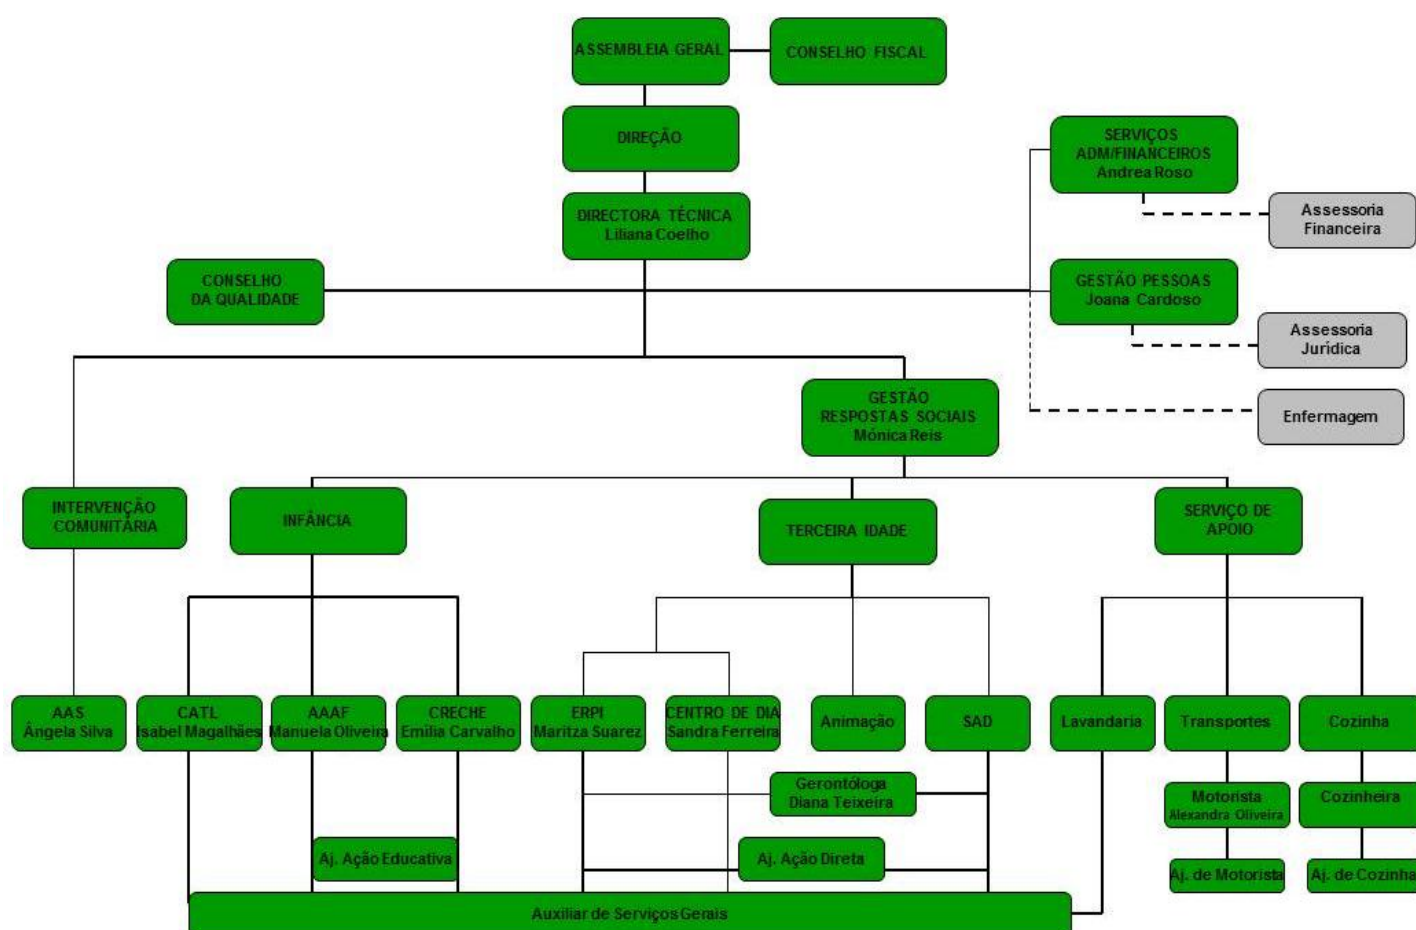 ASSEMBLEIA GERAL
CONSELHO FISCAL
DIREÇÃO
SERVIÇOS
ADM/FINANCEIROS
Andrea Roso
DIRECTORA TÉCNICA
Liliana Coelho
Assessoria
Financeira
CONSELHO
DA QUALIDADE
GESTÃO PESSOAS
Joana Cardoso
Assessoria
Jurídica
GESTÃO
RESPOSTAS SOCIAIS
Mónica Reis
Enfermagem
INTERVENÇÃO
COMUNITÁRIA
INFÂNCIA
TERCEIRA IDADE
SERVIÇO DE
APOIO
AAS
Ângela Silva
CATL
Isabel Magalhães
AAAF
Manuela Oliveira
CRECHE
Emília Carvalho
ERPI
Maritza Suarez
CENTRO DE DIA
Sandra Ferreira
Animação
SAD
Lavandaria
Transportes
Cozinha
Gerontóloga
Diana Teixeira
Motorista
Alexandra Oliveira
Cozinheira
Aj. Ação Educativa
Aj. Ação Direta
Aj. de Motorista
Aj. de Cozinha
Auxiliar de Serviços Gerais